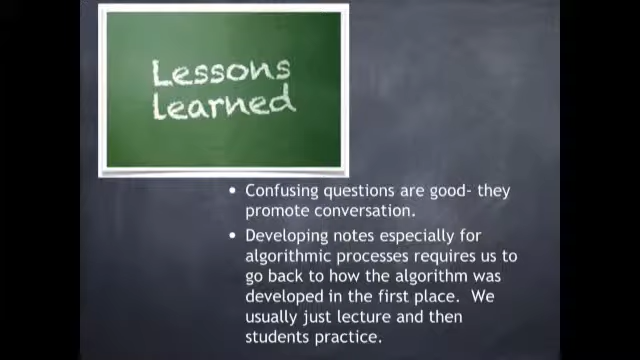 Lessons
learned
• Confusing questions are good- they
promote conversation.
• Developing notes especially for
algorithmic processes requires us to
go back to how the algorithm was
developed in the first place.  We
usually just lecture and then
students practice.